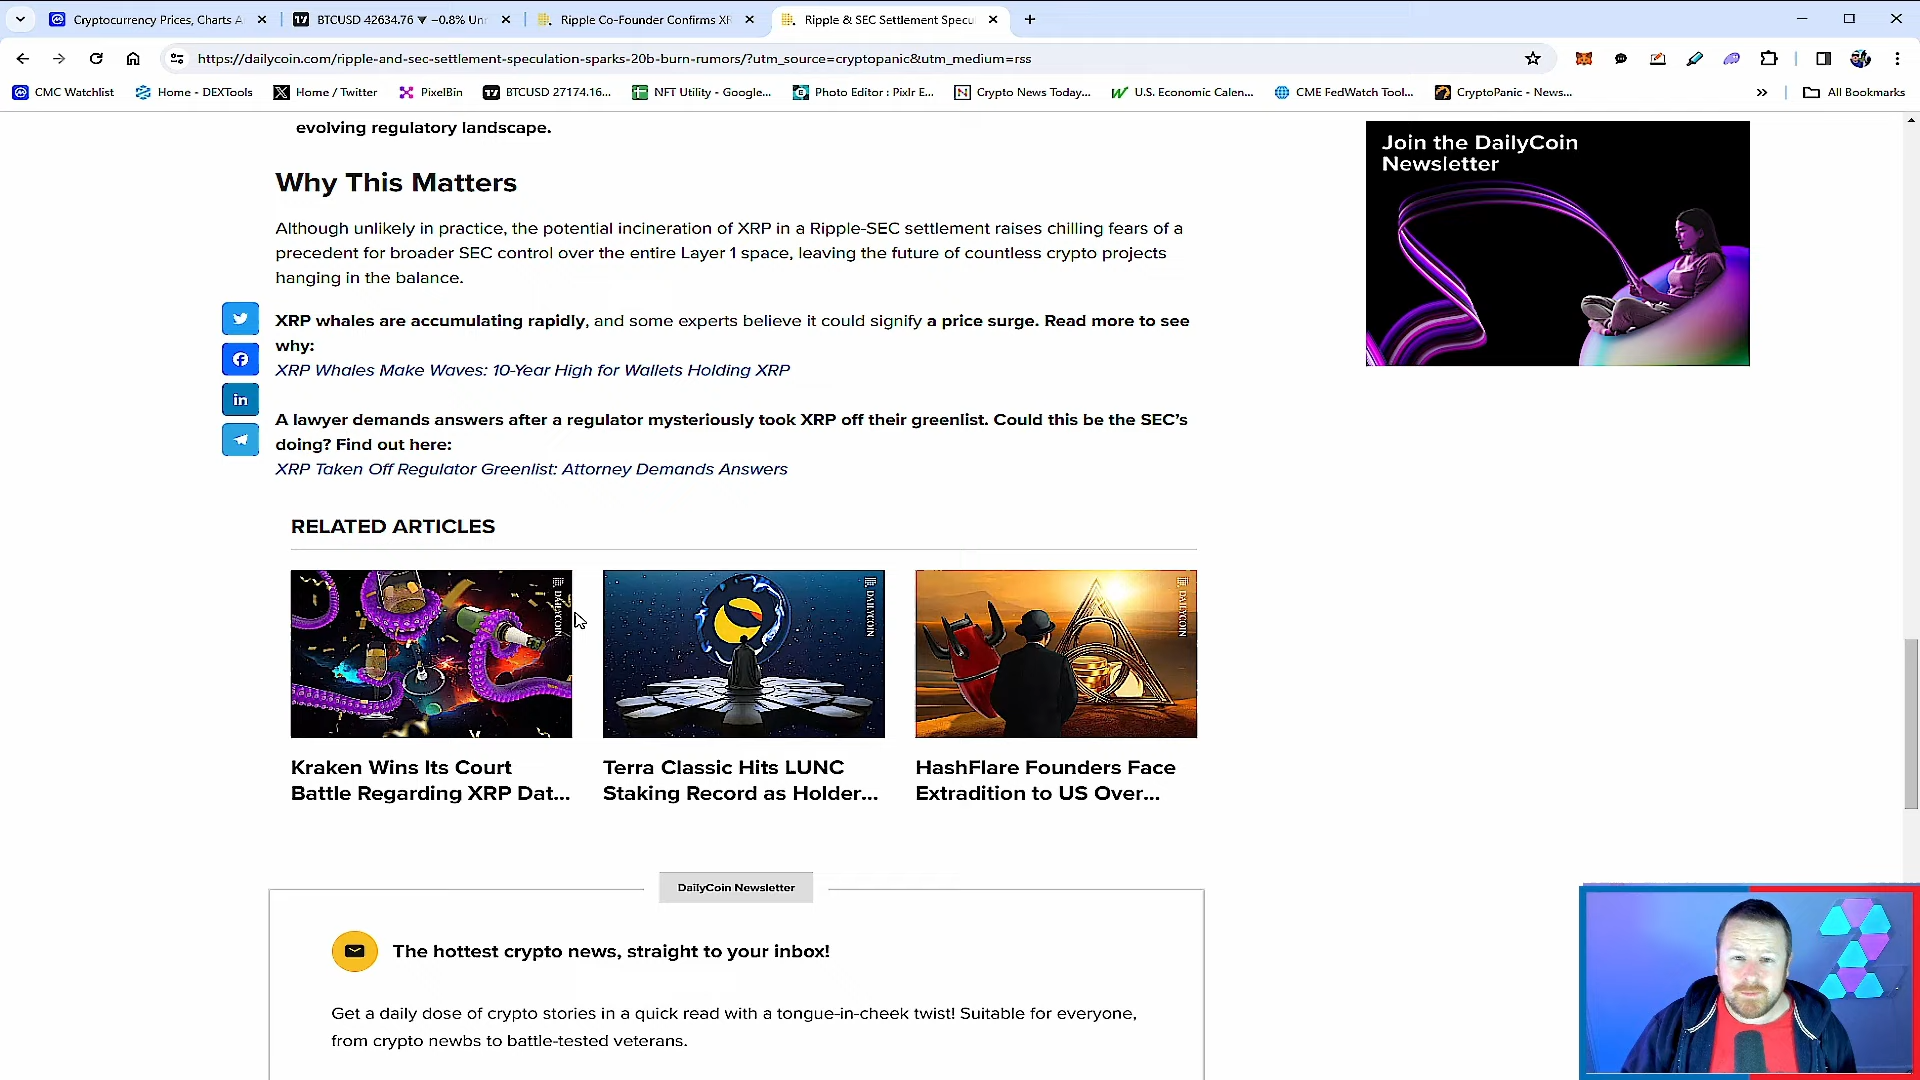 Cryptocurrency Prices, Charts A
BTCUSD 42634.76 ▼ −0.8% Unn
Ripple Co-Founder Confirms XR
Ripple & SEC Settlement Specu
https://dailycoin.com/ripple-and-sec-settlement-speculation-sparks-20b-burn-rumors/?utm_source=cryptopanic&utm_medium=rss
CMC Watchlist
Home - DEXTools
Home / Twitter
PixelBin
BTCUSD 27174.16...
NFT Utility - Google...
Photo Editor : Pixlr E...
Crypto News Today...
U.S. Economic Calen...
CME FedWatch Tool...
CryptoPanic - News...
All Bookmarks
evolving regulatory landscape.
Why This Matters
Although unlikely in practice, the potential incineration of XRP in a Ripple-SEC settlement raises chilling fears of a
precedent for broader SEC control over the entire Layer 1 space, leaving the future of countless crypto projects
hanging in the balance.
XRP whales are accumulating rapidly, and some experts believe it could signify a price surge. Read more to see
why:
XRP Whales Make Waves: 10-Year High for Wallets Holding XRP
A lawyer demands answers after a regulator mysteriously took XRP off their greenlist. Could this be the SEC's
doing? Find out here:
XRP Taken Off Regulator Greenlist: Attorney Demands Answers
RELATED ARTICLES
DAILYCOIN
DAILYCOIN
DAILYCOIN
Kraken Wins Its Court
Battle Regarding XRP Dat...
Terra Classic Hits LUNC
Staking Record as Holder...
HashFlare Founders Face
Extradition to US Over...
DailyCoin Newsletter
The hottest crypto news, straight to your inbox!
Get a daily dose of crypto stories in a quick read with a tongue-in-cheek twist! Suitable for everyone,
from crypto newbs to battle-tested veterans.
Join the DailyCoin
Newsletter